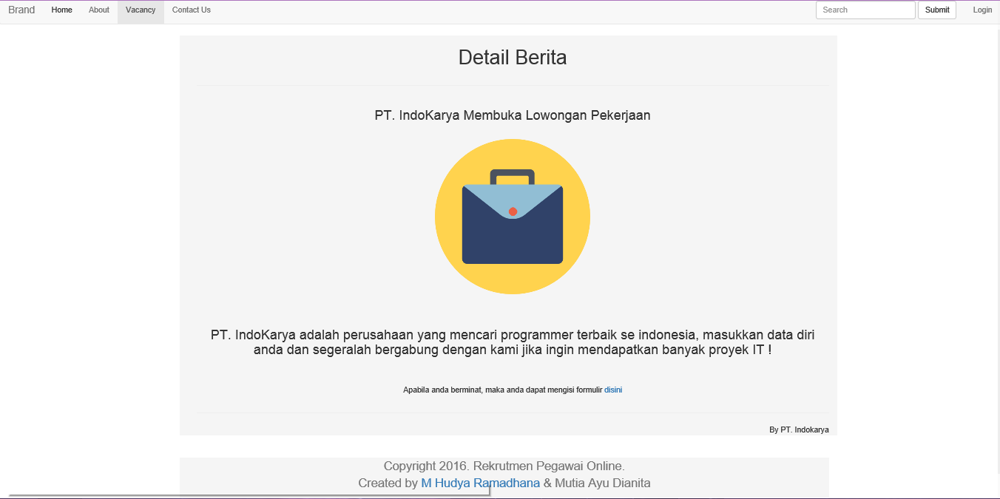 Brand Home About Vacancy Contact Us Search Submit Login
Detail Berita
PT. IndoKarya Membuka Lowongan Pekerjaan
PT. IndoKarya adalah perusahaan yang mencari programmer terbaik se indonesia, masukkan data diri
anda dan segeralah bergabung dengan kami jika ingin mendapatkan banyak proyek IT !
Apabila anda berminat, maka anda dapat mengisi formulir disini
By PT. Indokarya
Copyright 2016. Rekrutmen Pegawai Online.
Created by M Hudya Ramadhana & Mutia Ayu Dianita